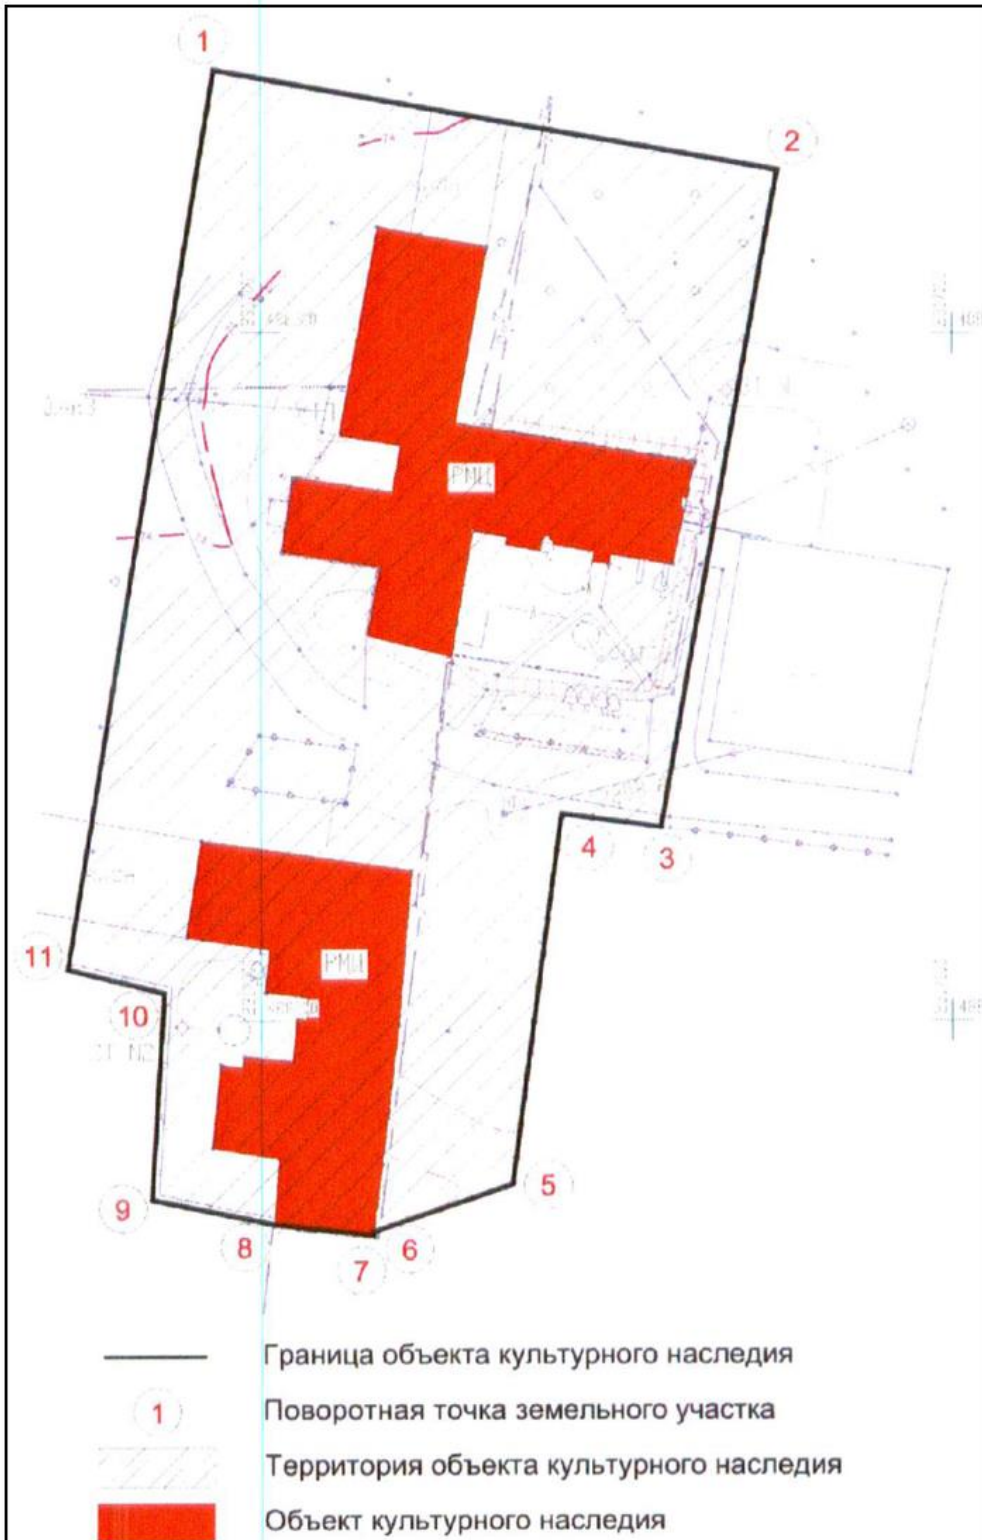 1
2
РМЦ
4
3
11
РМЦ
10
5
9
8
6
7
Граница объекта культурного наследия
1
Поворотная точка земельного участка
Территория объекта культурного наследия
Объект культурного наследия